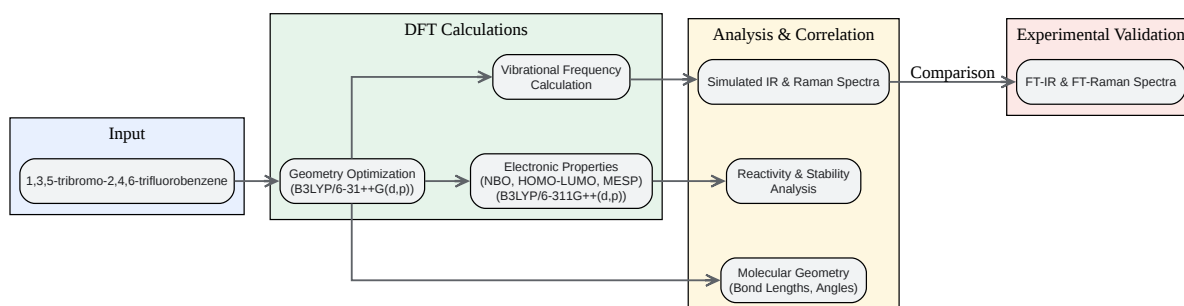 Input
1,3,5-tribromo-2,4,6-trifluorobenzene
DFT Calculations
Vibrational Frequency
Calculation
Geometry Optimization
(B3LYP/6-31++G(d,p))
Electronic Properties
(NBO, HOMO-LUMO, MESP)
(B3LYP/6-311G++(d,p))
Analysis & Correlation
Simulated IR & Raman Spectra
Reactivity & Stability
Analysis
Molecular Geometry
(Bond Lengths, Angles)
Comparison
Experimental Validation
FT-IR & FT-Raman Spectra